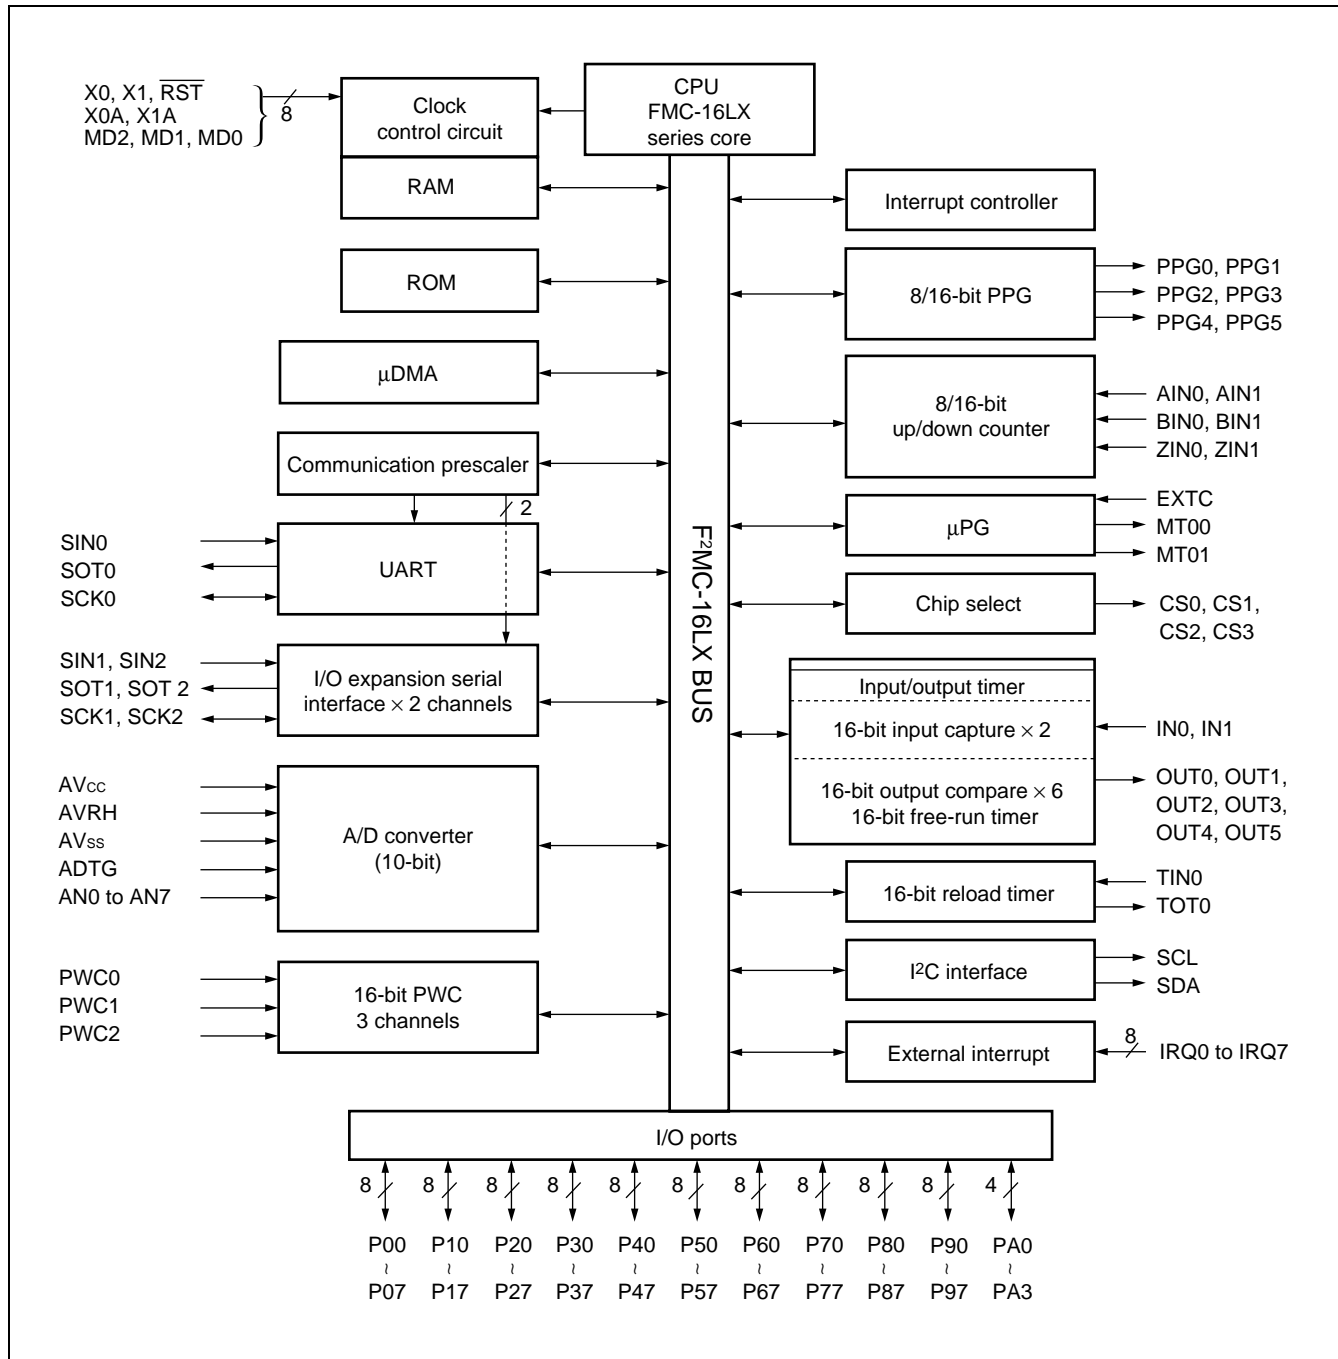 X0, X1, RST
X0A, X1A
MD2, MD1, MD0
8
Clock
control circuit
CPU
FMC-16LX
series core
RAM
ROM
μDMA
Communication prescaler
2
SIN0
SOT0
SCK0
UART
SIN1, SIN2
SOT1, SOT 2
SCK1, SCK2
I/O expansion serial
interface × 2 channels
AVCC
AVRH
AVSS
ADTG
AN0 to AN7
A/D converter
(10-bit)
PWC0
PWC1
PWC2
16-bit PWC
3 channels
F²MC-16LX BUS
Interrupt controller
8/16-bit PPG
PPG0, PPG1
PPG2, PPG3
PPG4, PPG5
8/16-bit
up/down counter
AIN0, AIN1
BIN0, BIN1
ZIN0, ZIN1
μPG
EXTC
MT00
MT01
Chip select
CS0, CS1,
CS2, CS3
Input/output timer
16-bit input capture × 2
16-bit output compare × 6
16-bit free-run timer
IN0, IN1
OUT0, OUT1,
OUT2, OUT3,
OUT4, OUT5
16-bit reload timer
TIN0
TOT0
I²C interface
SCL
SDA
External interrupt
8
IRQ0 to IRQ7
I/O ports
8 8 8 8 8 8 8 8 8 8 4
P00 P10 P20 P30 P40 P50 P60 P70 P80 P90 PA0
~ ~ ~ ~ ~ ~ ~ ~ ~ ~ ~
P07 P17 P27 P37 P47 P57 P67 P77 P87 P97 PA3